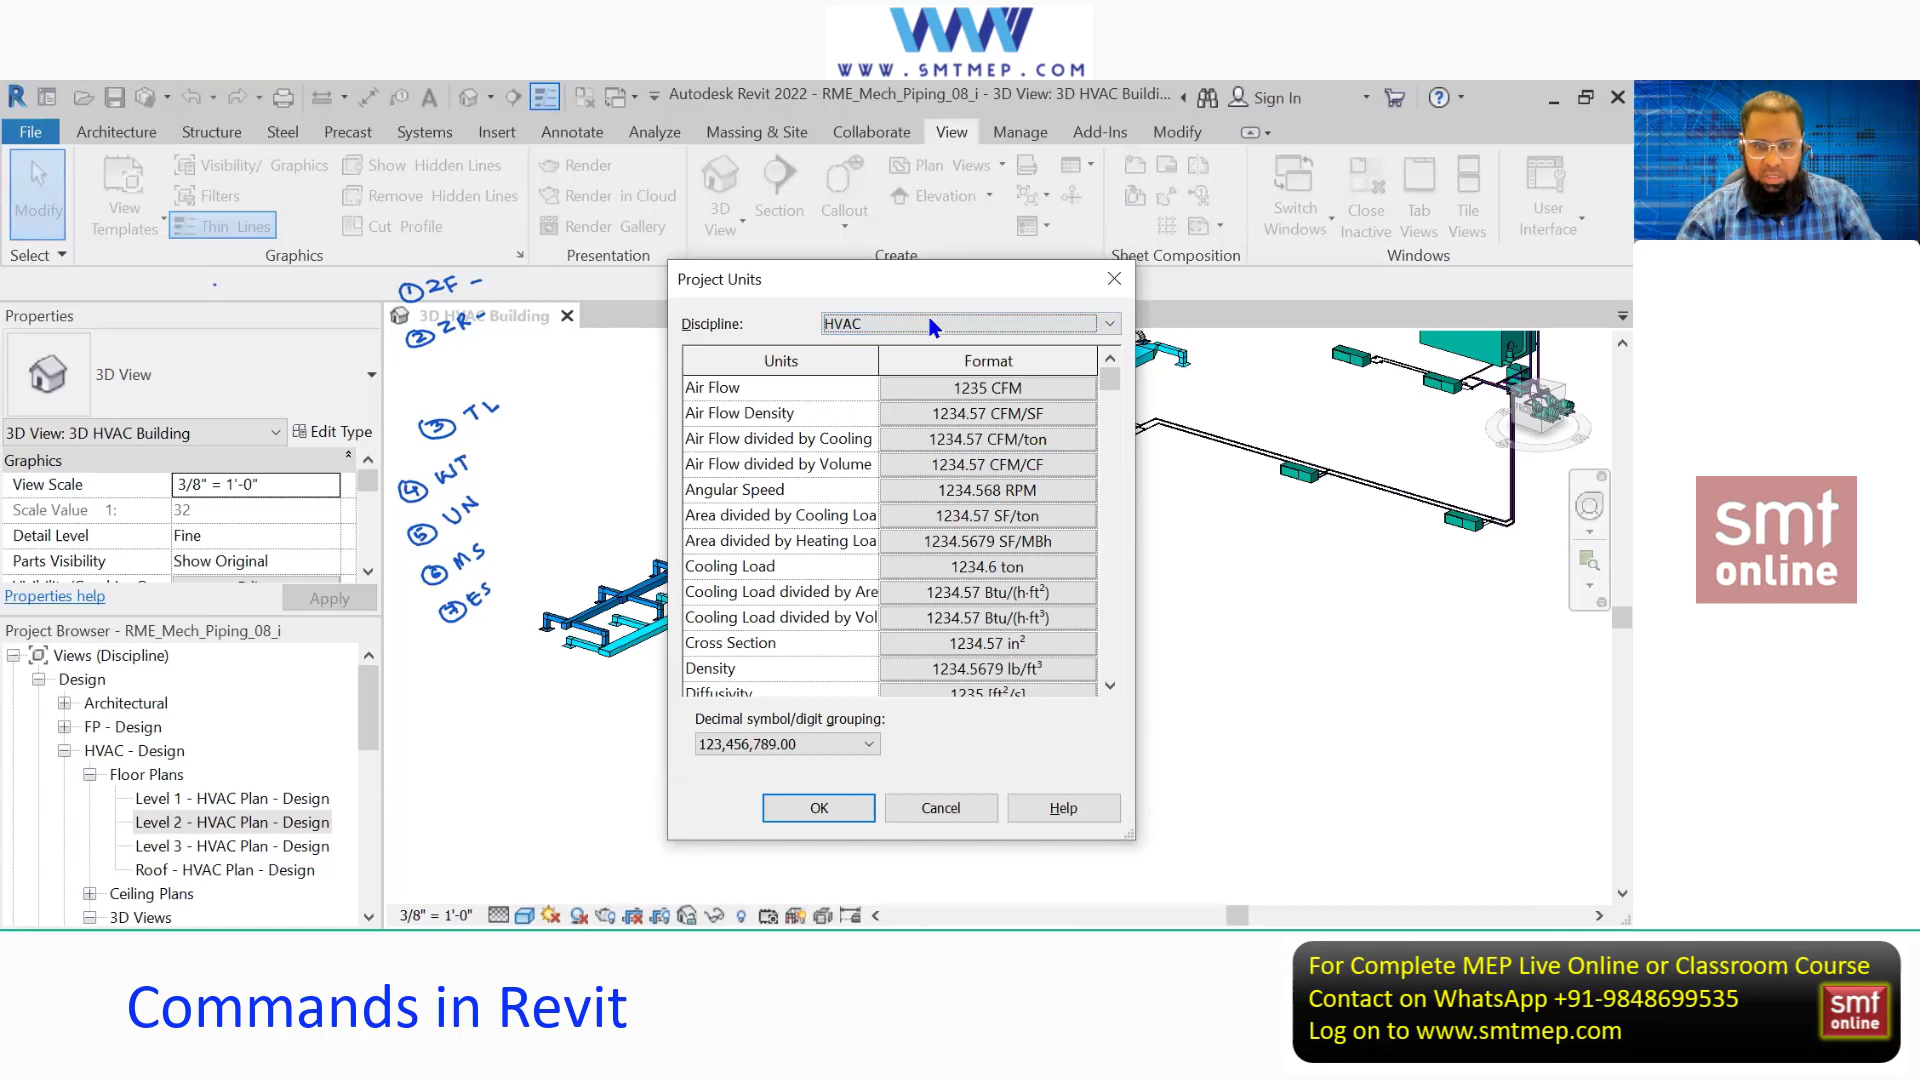 WWW.SMTMEP.COM
Autodesk Revit 2022 - RME_Mech_Piping_08_i - 3D View: 3D HVAC Buildi...
Sign In
File Architecture Structure Steel Precast Systems Insert Annotate Analyze Massing & Site Collaborate View Manage Add-Ins Modify
Modify
View Templates
Visibility/ Graphics
Filters
Thin Lines
Show Hidden Lines
Remove Hidden Lines
Cut Profile
Render
Render in Cloud
Render Gallery
3D View
Section
Callout
Plan Views
Elevation
Switch Windows
Close Inactive
Tab Views
Tile Views
User Interface
Select Graphics Presentation Create Sheet Composition Windows
① ZF -
② ZR -
③ TL
④ WT
⑤ UN
⑥ MS
⑦ ES
3D HVAC Building
Properties
3D View
3D View: 3D HVAC Building
Edit Type
Graphics
View Scale 3/8" = 1'-0"
Scale Value 1: 32
Detail Level Fine
Parts Visibility Show Original
Properties help
Apply
Project Browser - RME_Mech_Piping_08_i
Views (Discipline)
Design
Architectural
FP - Design
HVAC - Design
Floor Plans
Level 1 - HVAC Plan - Design
Level 2 - HVAC Plan - Design
Level 3 - HVAC Plan - Design
Roof - HVAC Plan - Design
Ceiling Plans
3D Views
Project Units
Discipline: HVAC
Units Format
Air Flow 1235 CFM
Air Flow Density 1234.57 CFM/SF
Air Flow divided by Cooling 1234.57 CFM/ton
Air Flow divided by Volume 1234.57 CFM/CF
Angular Speed 1234.568 RPM
Area divided by Cooling Loa 1234.57 SF/ton
Area divided by Heating Loa 1234.5679 SF/MBh
Cooling Load 1234.6 ton
Cooling Load divided by Are 1234.57 Btu/(h·ft²)
Cooling Load divided by Vol 1234.57 Btu/(h·ft³)
Cross Section 1234.57 in²
Density 1234.5679 lb/ft³
Diffusivity 1235 [ft²/s]
Decimal symbol/digit grouping:
123,456,789.00
OK Cancel Help
3/8" = 1'-0"
smt
online
Commands in Revit
For Complete MEP Live Online or Classroom Course
Contact on WhatsApp +91-9848699535
Log on to www.smtmep.com
smt
online